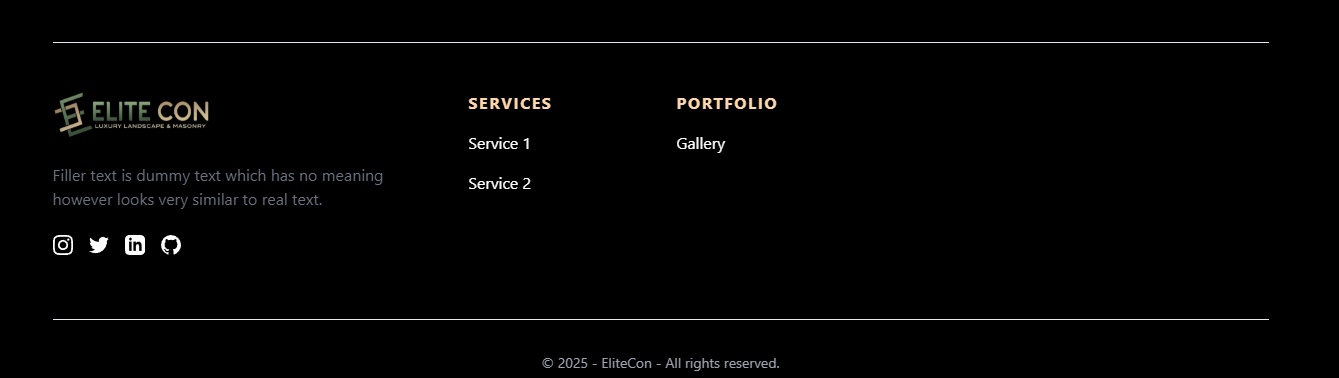 ELITE CON
LUXURY LANDSCAPE & MASONRY
Filler text is dummy text which has no meaning
however looks very similar to real text.
SERVICES
Service 1
Service 2
PORTFOLIO
Gallery
© 2025 - EliteCon - All rights reserved.